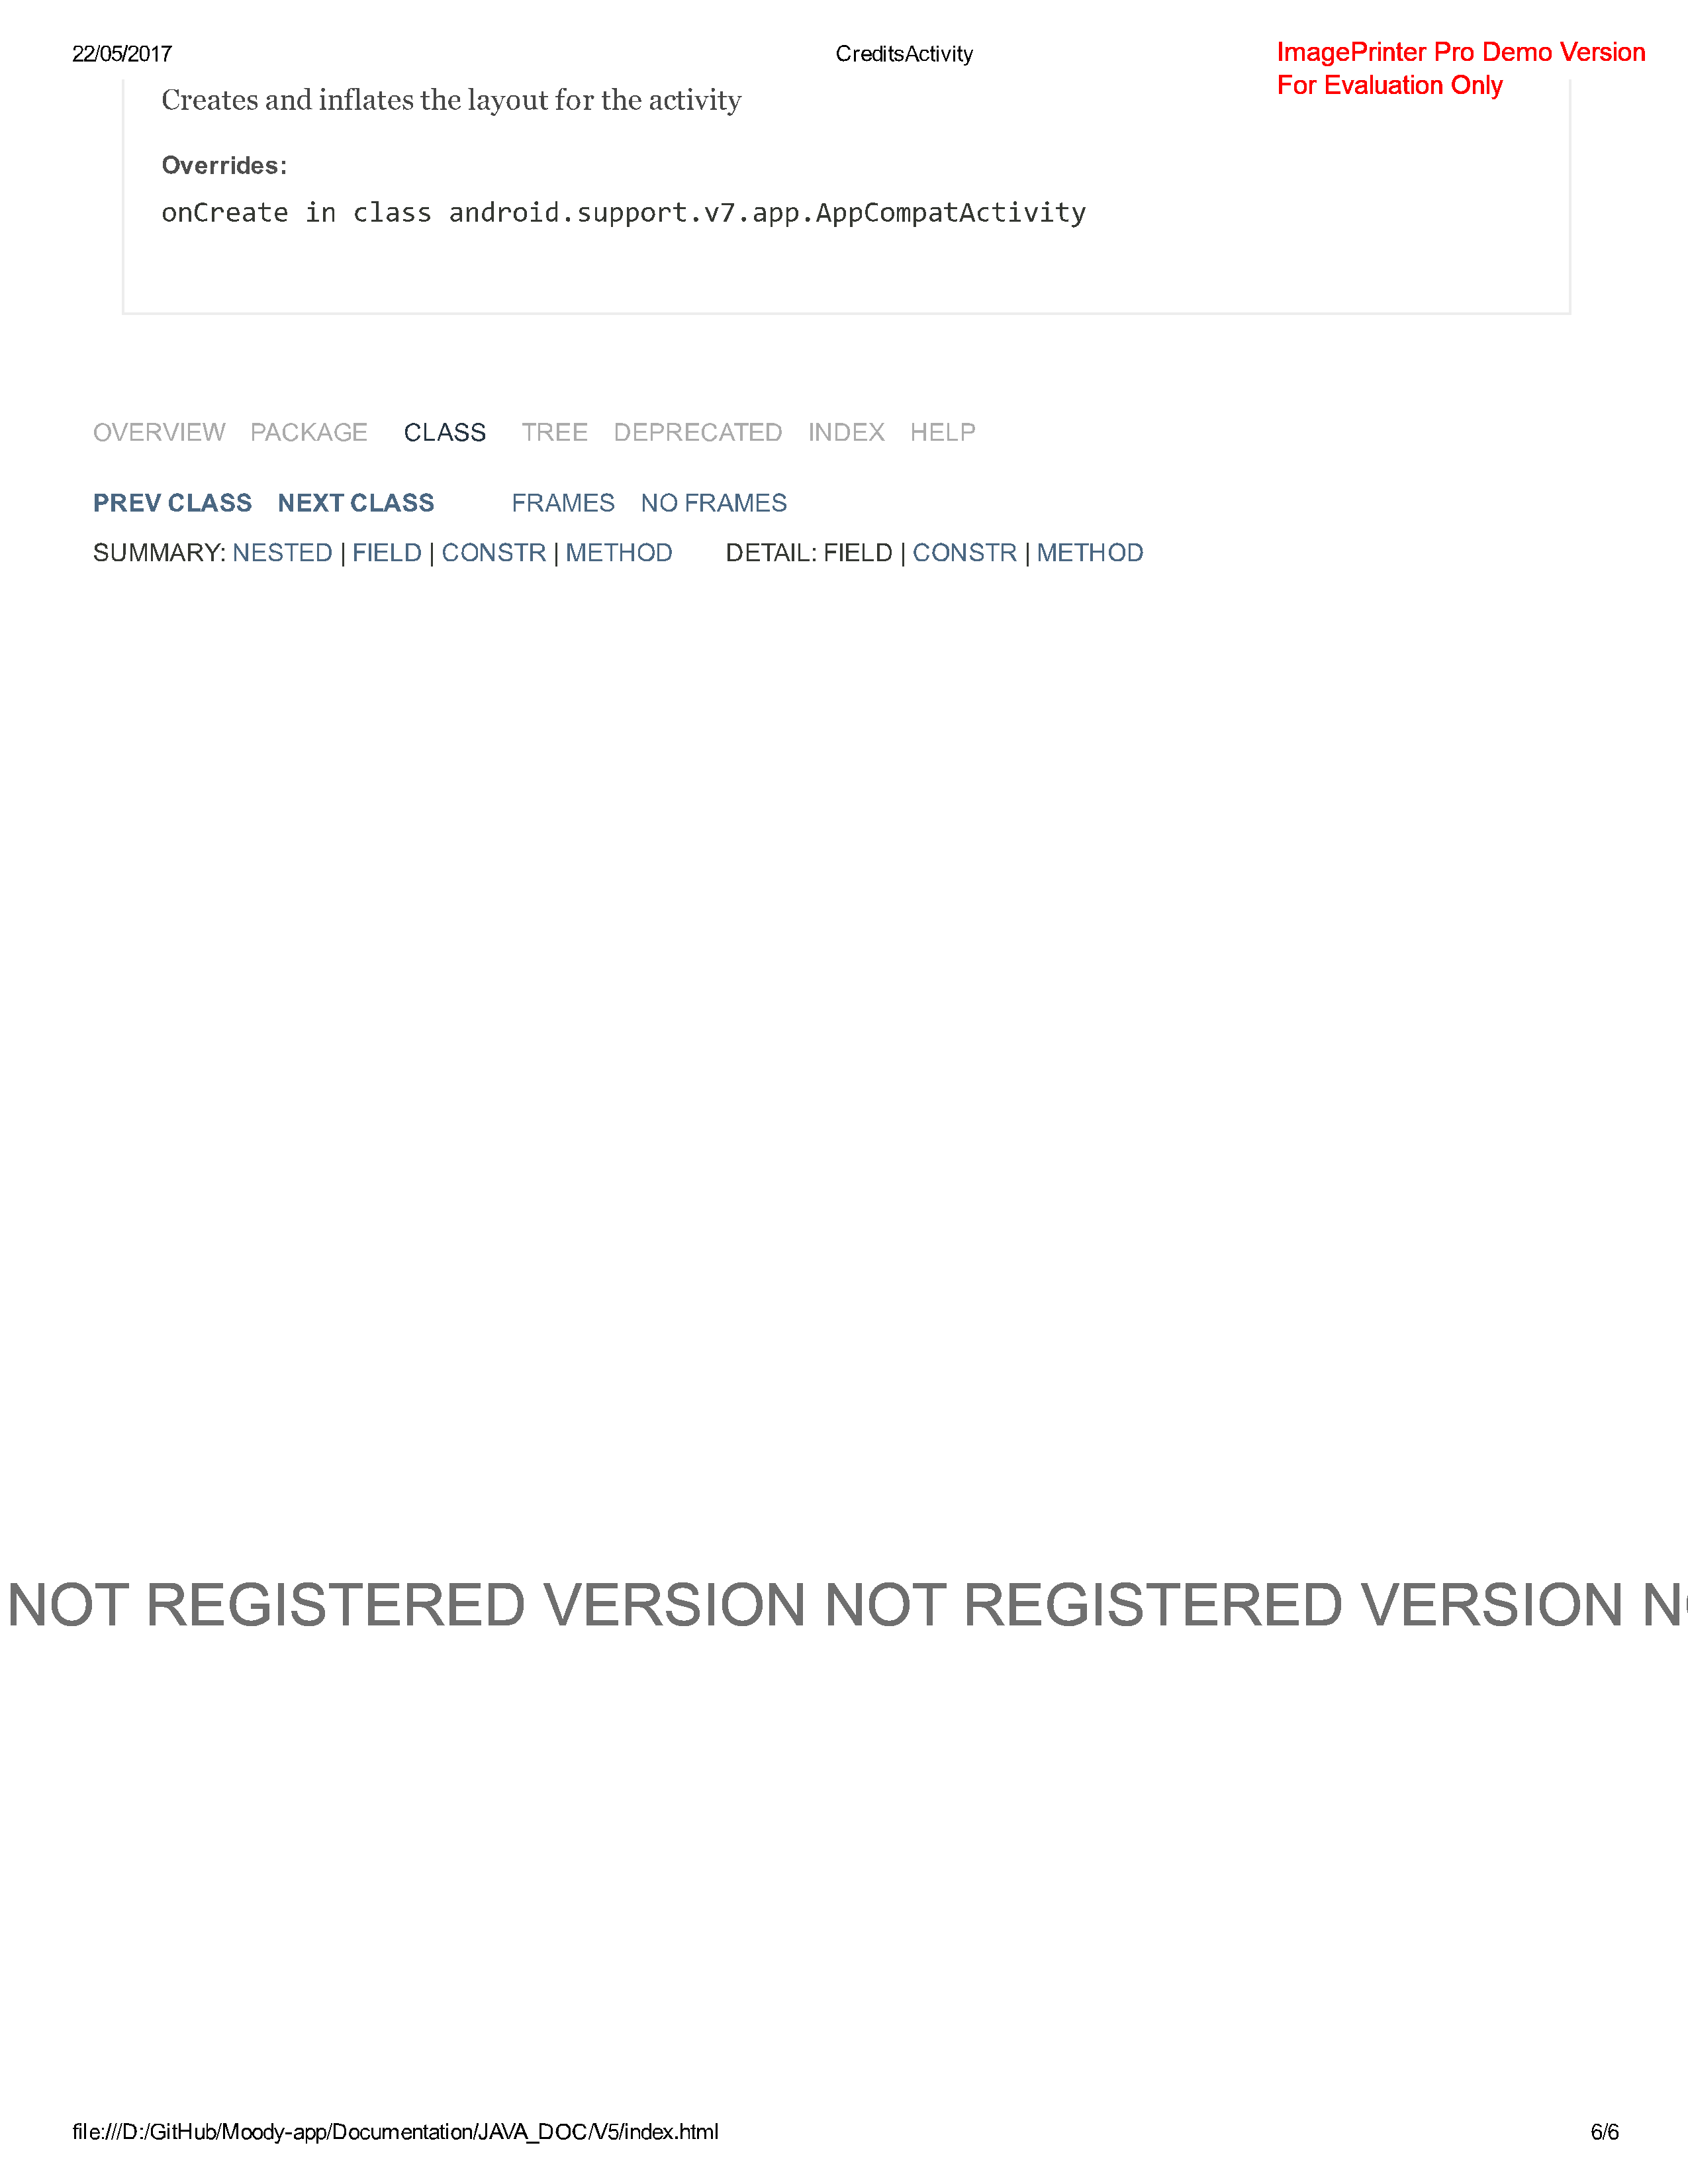 22/05/2017 CreditsActivity ImagePrinter Pro Demo Version
For Evaluation Only
Creates and inflates the layout for the activity
Overrides:
onCreate in class android.support.v7.app.AppCompatActivity
OVERVIEW PACKAGE CLASS TREE DEPRECATED INDEX HELP
PREV CLASS NEXT CLASS FRAMES NO FRAMES
SUMMARY: NESTED | FIELD | CONSTR | METHOD DETAIL: FIELD | CONSTR | METHOD
NOT REGISTERED VERSION NOT REGISTERED VERSION
file:///D:/GitHub/Moody-app/Documentation/JAVA_DOC/V5/index.html 6/6